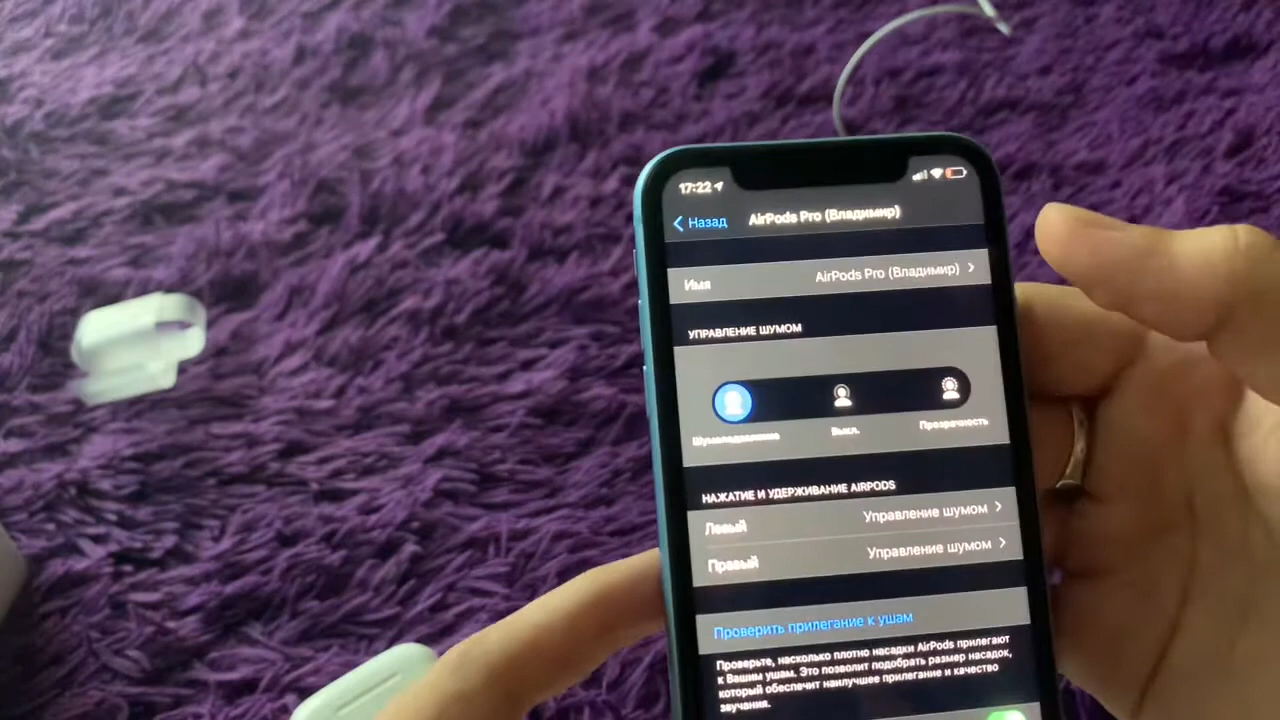 17:22
Назад AirPods Pro (Владимир)
Имя AirPods Pro (Владимир)
УПРАВЛЕНИЕ ШУМОМ
Шумоподавление Выкл. Прозрачность
НАЖАТИЕ И УДЕРЖИВАНИЕ AIRPODS
Левый Управление шумом
Правый Управление шумом
Проверить прилегание к ушам
Проверьте, насколько плотно насадки AirPods прилегают
к Вашим ушам. Это позволит подобрать размер насадок,
который обеспечит наилучшее прилегание и качество
звучания.